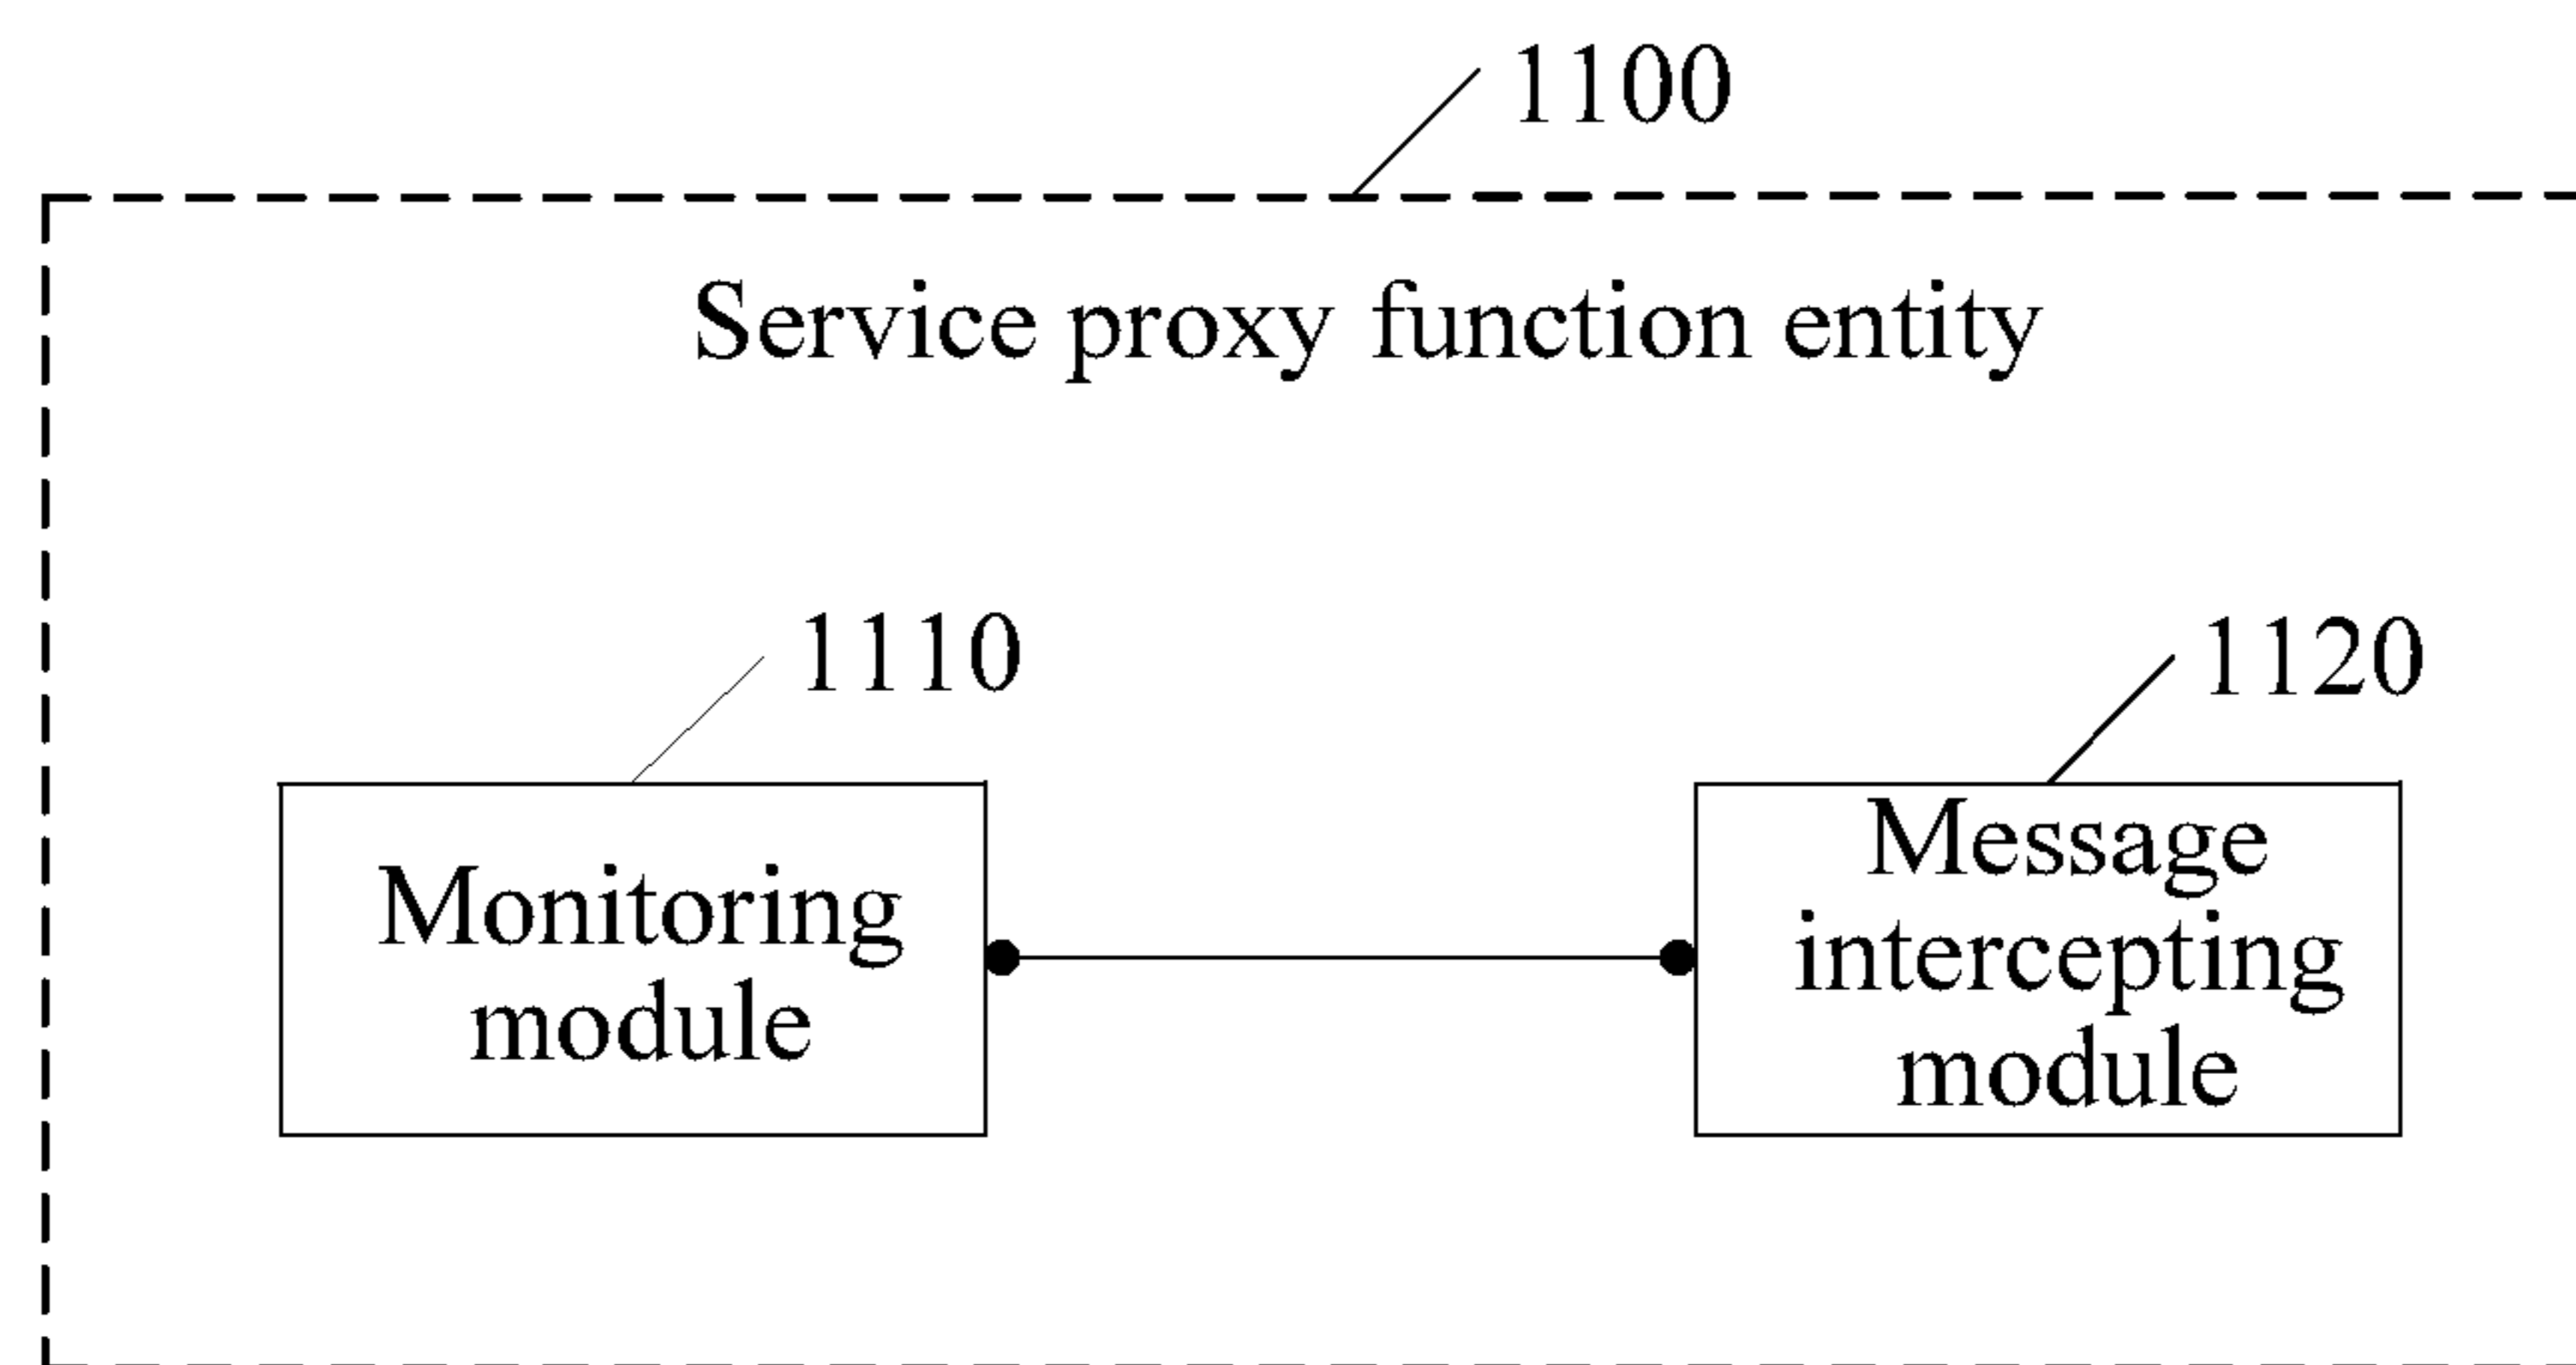 1100
Service proxy function entity
1110
1120
Monitoring
module
Message
intercepting
module